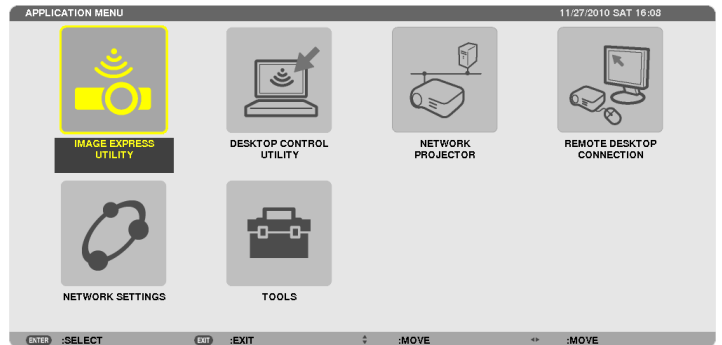 APPLICATION MENU 11/27/2010 SAT 16:08
IMAGE EXPRESS
UTILITY
DESKTOP CONTROL
UTILITY
NETWORK
PROJECTOR
REMOTE DESKTOP
CONNECTION
NETWORK SETTINGS
TOOLS
ENTER :SELECT EXIT :EXIT :MOVE :MOVE